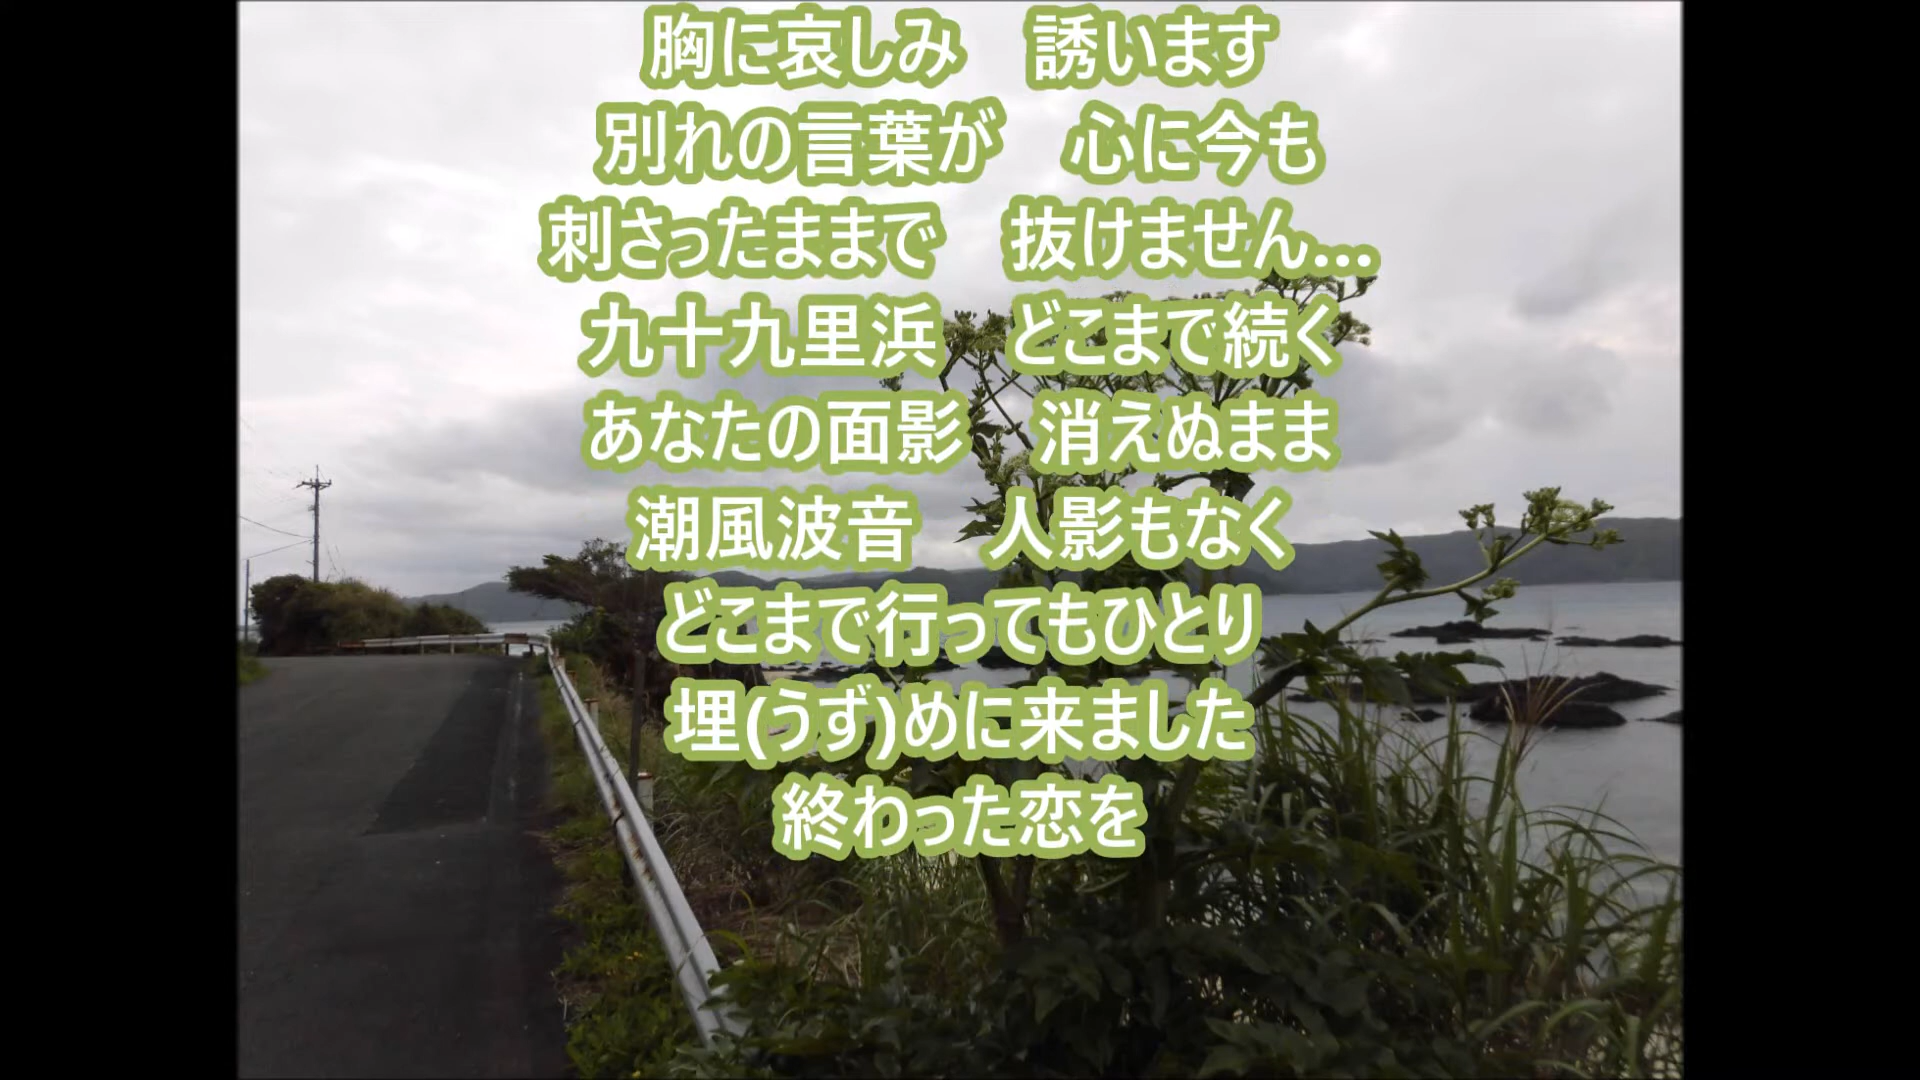 胸に哀しみ　誘います
別れの言葉が　心に今も
刺さったままで　抜けません…
九十九里浜　どこまで続く
あなたの面影　消えぬまま
潮風波音　人影もなく
どこまで行ってもひとり
埋(うず)めに来ました
終わった恋を